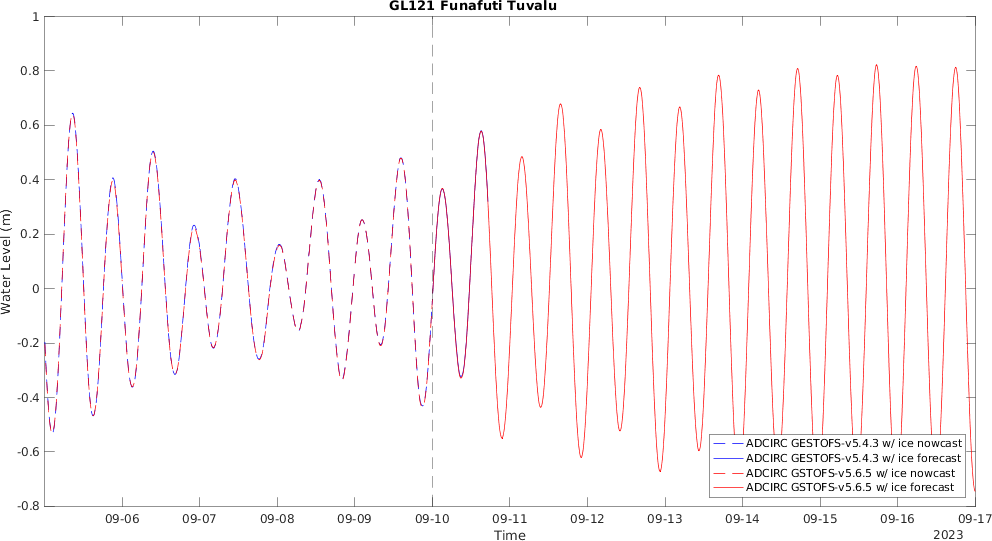 GL121 Funafuti Tuvalu
Water Level (m)
1
0.8
0.6
0.4
0.2
0
-0.2
-0.4
-0.6
-0.8
ADCIRC GESTOFS-v5.4.3 w/ ice nowcast
ADCIRC GESTOFS-v5.4.3 w/ ice forecast
ADCIRC GSTOFS-v5.6.5 w/ ice nowcast
ADCIRC GSTOFS-v5.6.5 w/ ice forecast
09-06 09-07 09-08 09-09 09-10 09-11 09-12 09-13 09-14 09-15 09-16 09-17
Time
2023